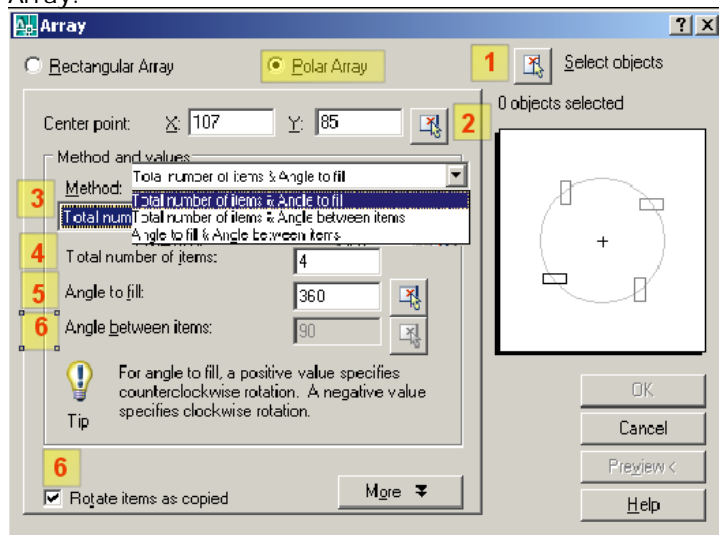 Array.
Array
Rectangular Array
Polar Array
1
Select objects
0 objects selected
Center point: X: 107 Y: 85
2
Method and values
Method:
Total number of items & Angle to fill
3
Total num
Total number of items & Angle to fill
Total number of items & Angle between items
Angle to fill & Angle between items
4
Total number of items: 4
5
Angle to fill: 360
6
Angle between items: 90
Tip
For angle to fill, a positive value specifies
counterclockwise rotation. A negative value
specifies clockwise rotation.
6
Rotate items as copied
More
OK
Cancel
Preview <
Help